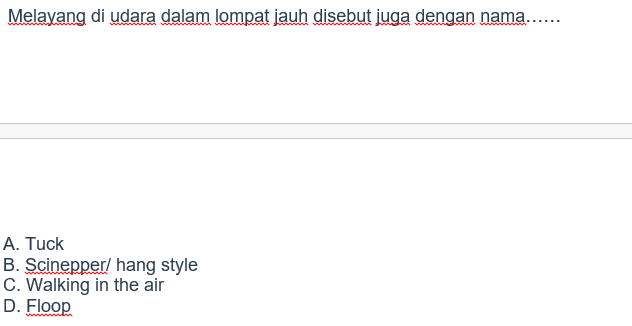 Melayang di udara dalam lompat jauh disebut juga dengan nama......
A. Tuck
B. Scinepper/ hang style
C. Walking in the air
D. Floop